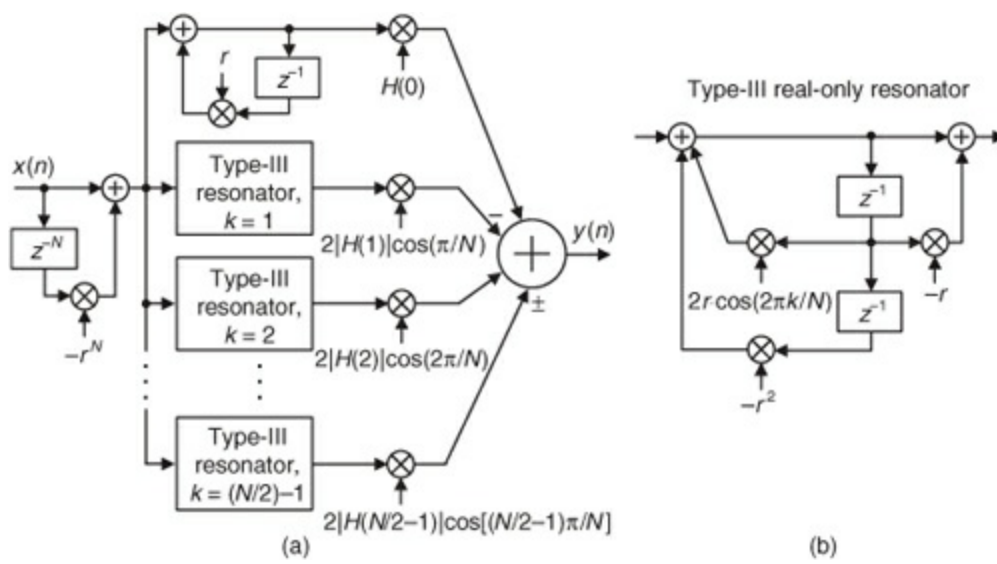 r
z⁻¹
H(0)
Type-III real-only resonator
x(n)
Type-III
resonator,
k = 1
−
2|H(1)|cos(π/N)
z⁻ᴺ
y(n)
z⁻¹
−rᴺ
Type-III
resonator,
k = 2
±
2|H(2)|cos(2π/N)
2r·cos(2πk/N)
−r
z⁻¹
−r²
Type-III
resonator,
k = (N/2)–1
2|H(N/2–1)|cos[(N/2–1)π/N]
(a)
(b)